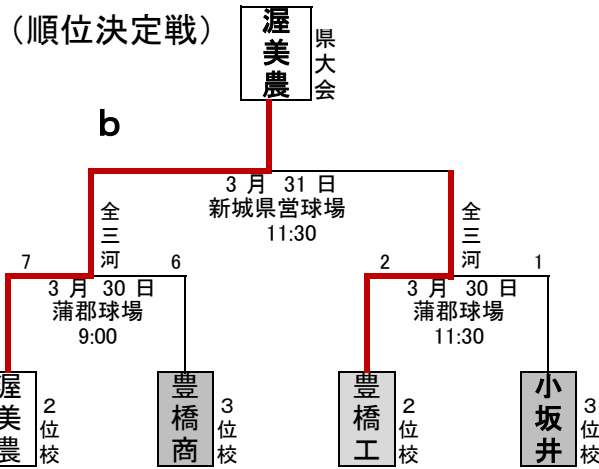 （順位決定戦）
渥美農
県大会
b
3 月 31 日
新城県営球場
11:30
全三河
全三河
7
6
2
1
3 月 30 日
蒲郡球場
9:00
3 月 30 日
蒲郡球場
11:30
渥美農
2位校
豊橋商
3位校
豊橋工
2位校
小坂井
3位校